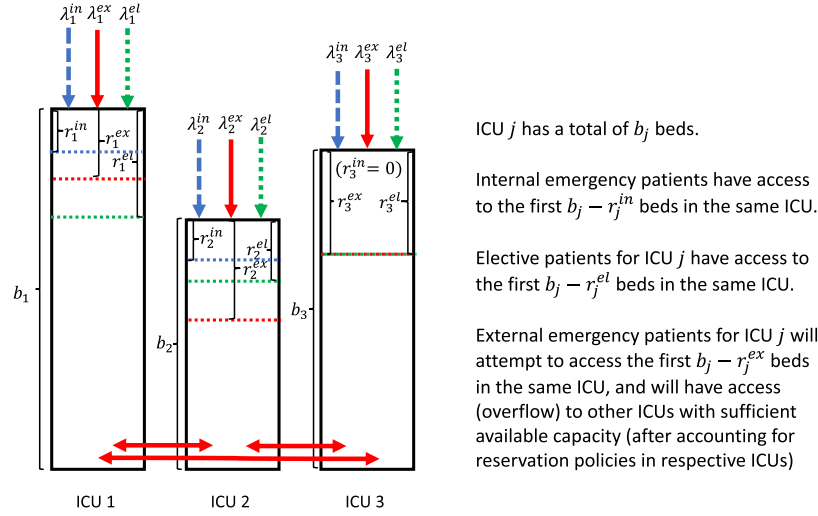 λ₁ⁱⁿ λ₁ᵉˣ λ₁ᵉˡ
λ₂ⁱⁿ λ₂ᵉˣ λ₂ᵉˡ
λ₃ⁱⁿ λ₃ᵉˣ λ₃ᵉˡ
r₁ⁱⁿ
r₁ᵉˣ
r₁ᵉˡ
b₁
r₂ⁱⁿ
r₂ᵉˡ
r₂ᵉˣ
b₂
(r₃ⁱⁿ = 0)
r₃ᵉˣ
r₃ᵉˡ
b₃
ICU 1
ICU 2
ICU 3
ICU j has a total of bⱼ beds.
Internal emergency patients have access
to the first bⱼ − rⱼⁱⁿ beds in the same ICU.
Elective patients for ICU j have access to
the first bⱼ − rⱼᵉˡ beds in the same ICU.
External emergency patients for ICU j will
attempt to access the first bⱼ − rⱼᵉˣ beds
in the same ICU, and will have access
(overflow) to other ICUs with sufficient
available capacity (after accounting for
reservation policies in respective ICUs)